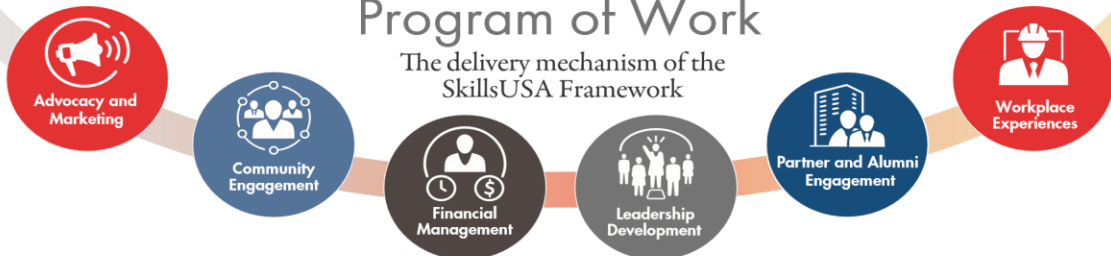 Program of Work
The delivery mechanism of the
SkillsUSA Framework
Advocacy and
Marketing
Community
Engagement
$
Financial
Management
Leadership
Development
Partner and Alumni
Engagement
Workplace
Experiences